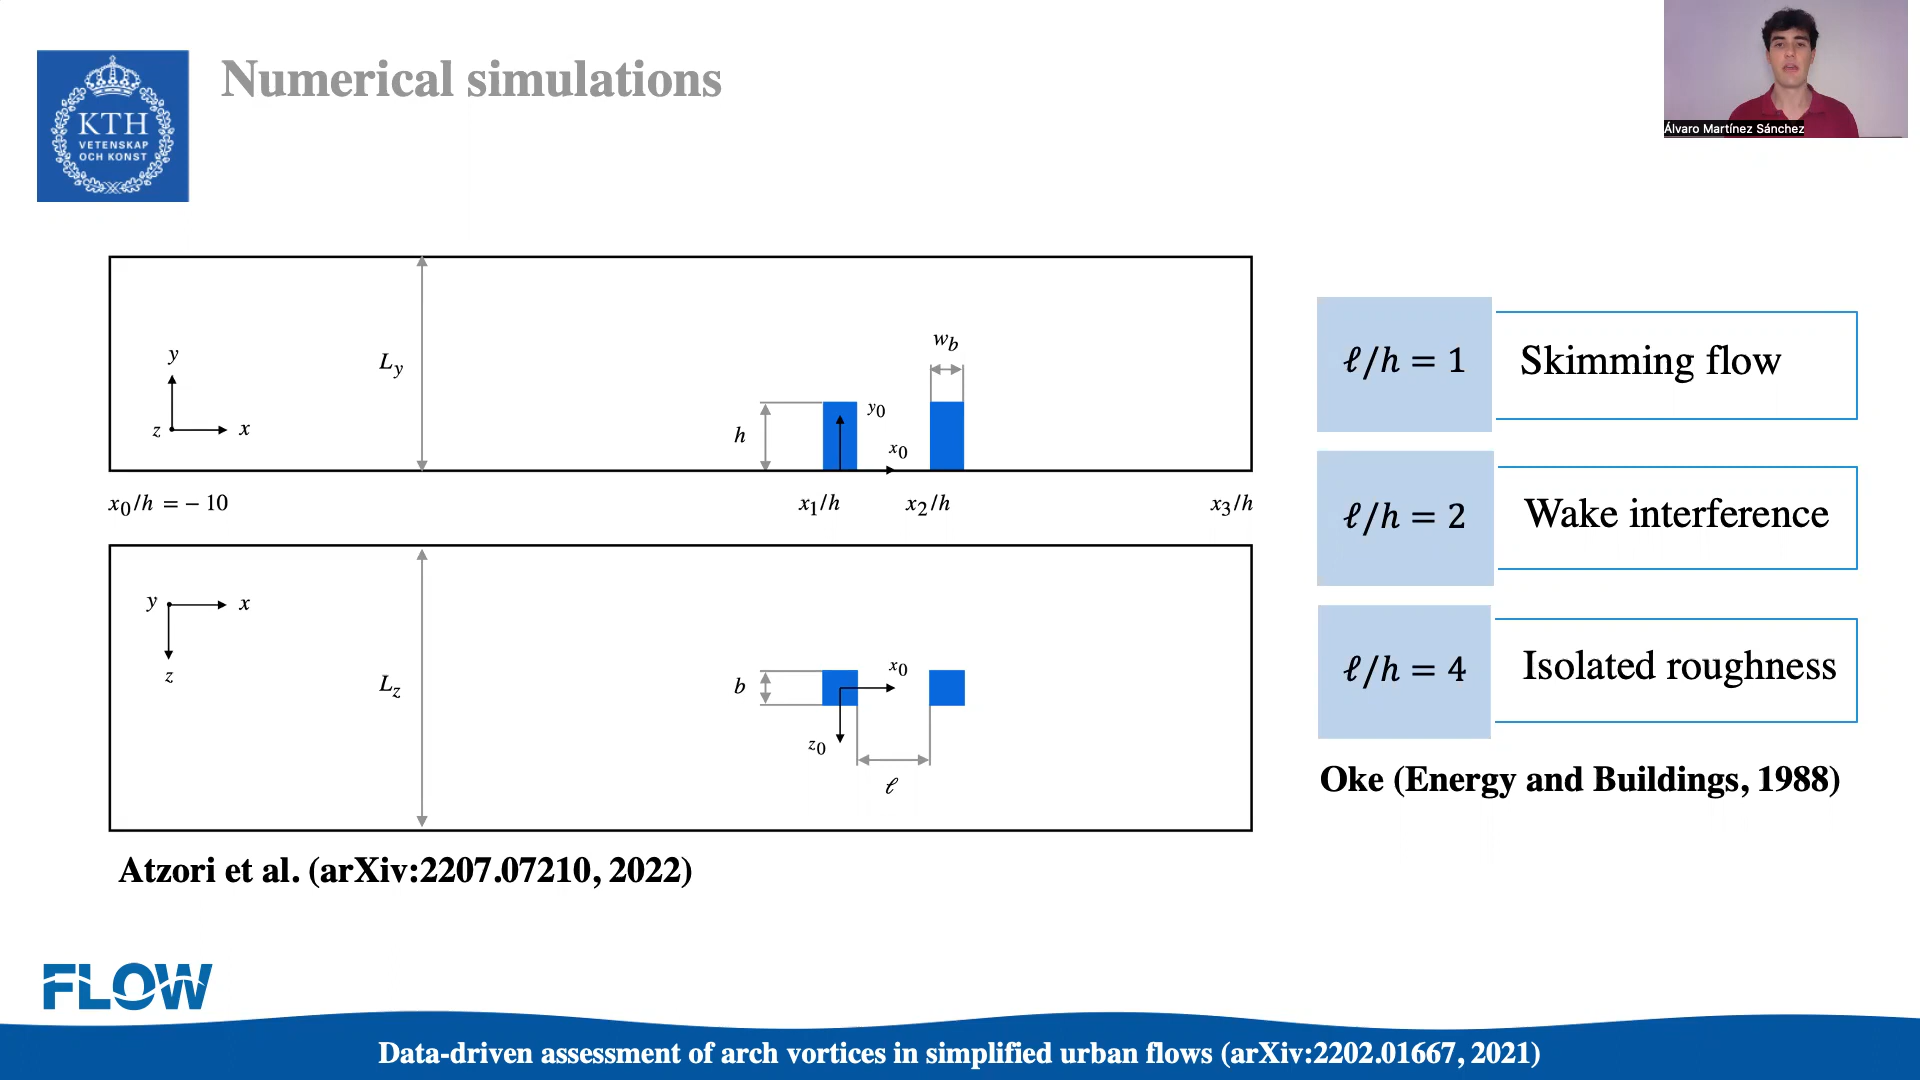 Numerical simulations
KTH
VETENSKAP
OCH KONST
Álvaro Martínez Sánchez
y
z
x
L_y
h
y_0
x_0
w_b
x_0/h = − 10
x_1/h
x_2/h
x_3/h
y
x
z
L_z
b
x_0
z_0
ℓ
ℓ/h = 1
Skimming flow
ℓ/h = 2
Wake interference
ℓ/h = 4
Isolated roughness
Oke (Energy and Buildings, 1988)
Atzori et al. (arXiv:2207.07210, 2022)
FLOW
Data-driven assessment of arch vortices in simplified urban flows (arXiv:2202.01667, 2021)